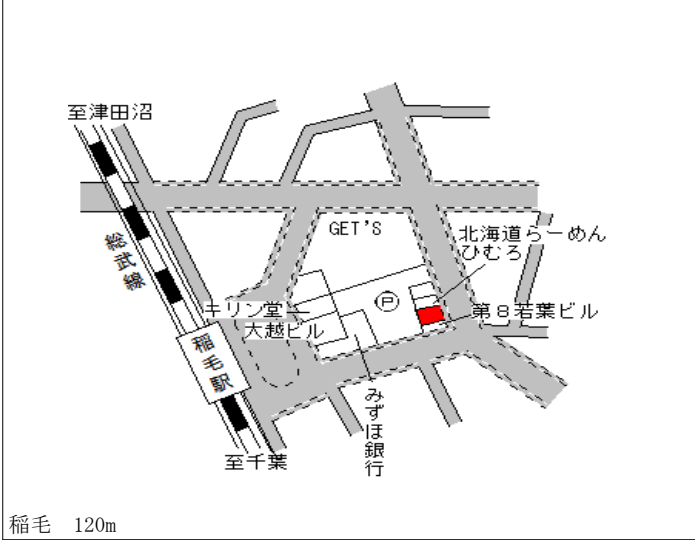 至津田沼
総武線
GET'S
北海道らーめん
ひむろ
Ⓟ
キリン堂
大越ビル
第8若葉ビル
稲毛駅
みずほ銀行
至千葉
稲毛 120m